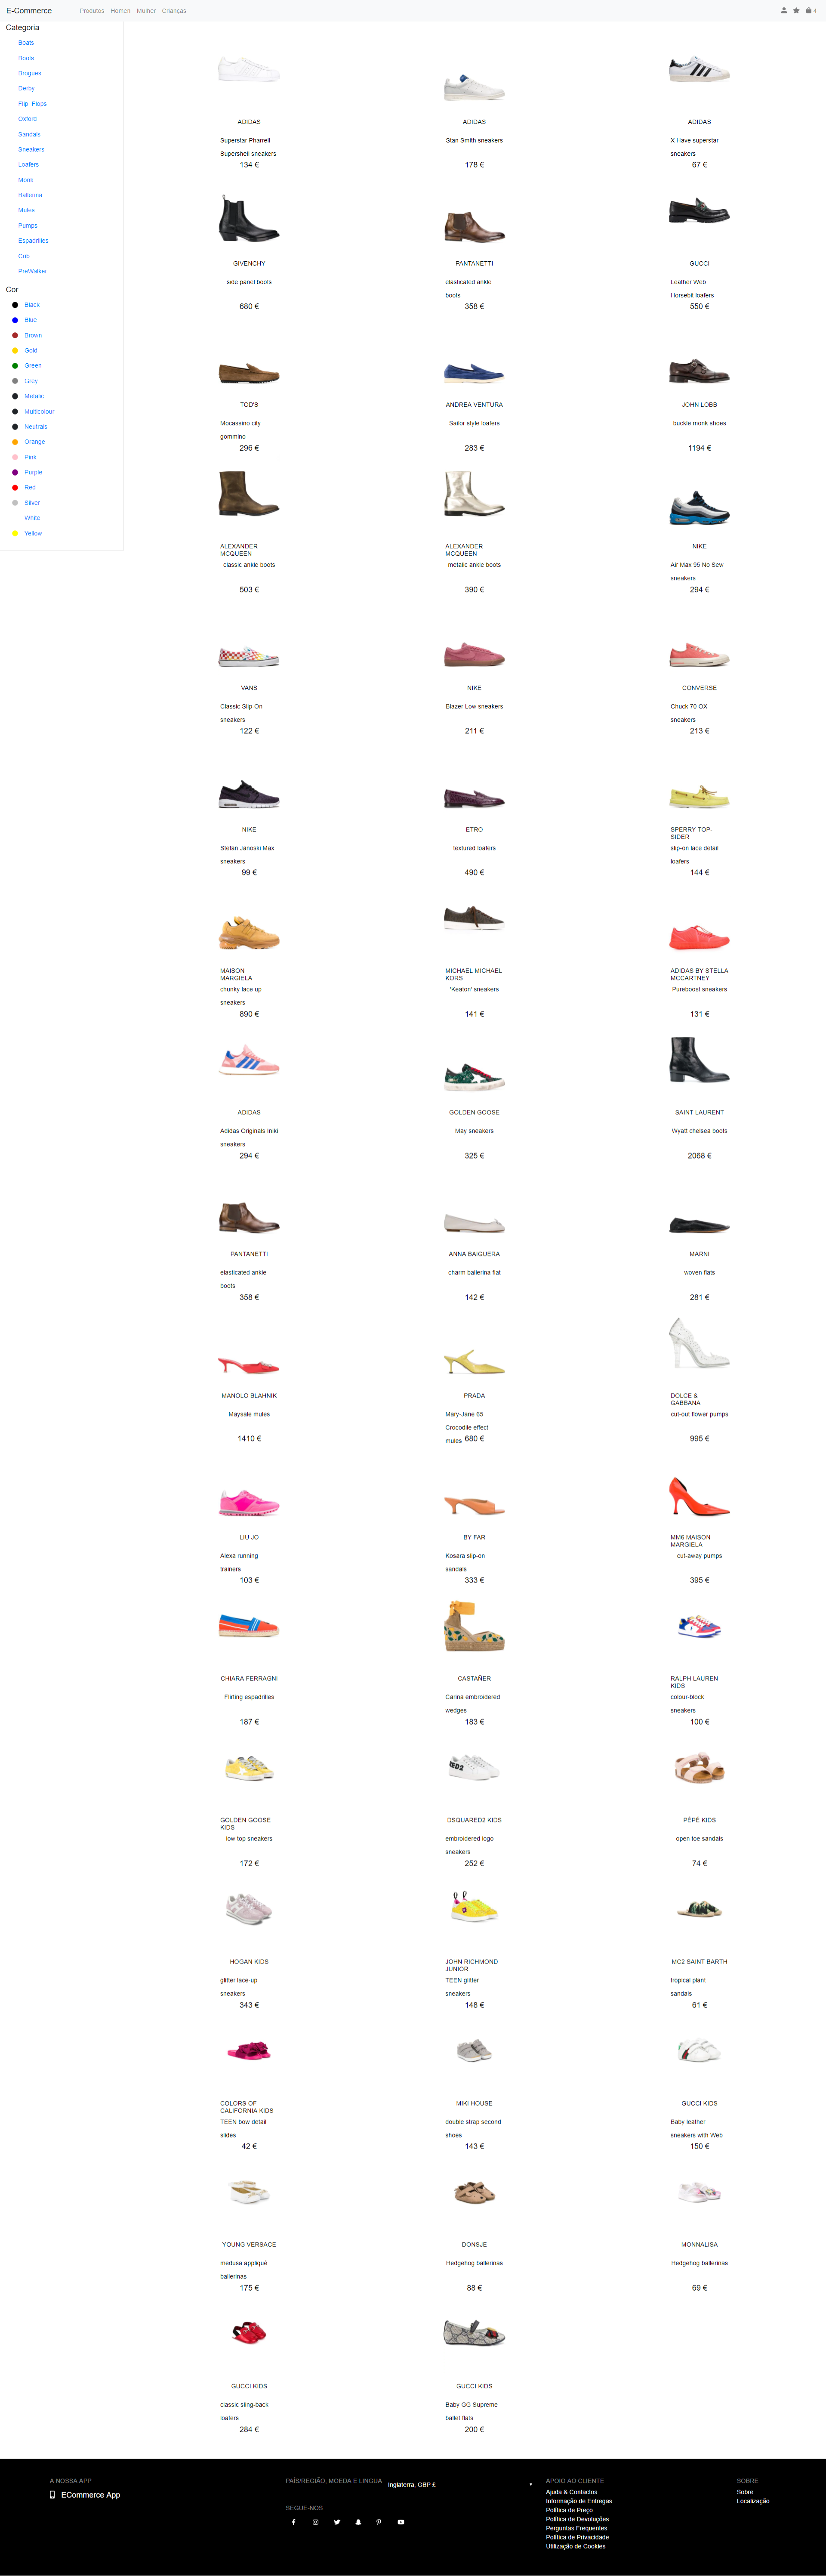 E-Commerce
Produtos Homen Mulher Crianças
4
Categoria
Boats
Boots
Brogues
Derby
Flip_Flops
Oxford
Sandals
Sneakers
Loafers
Monk
Ballerina
Mules
Pumps
Espadrilles
Crib
PreWalker
Cor
Black
Blue
Brown
Gold
Green
Grey
Metalic
Multicolour
Neutrals
Orange
Pink
Purple
Red
Silver
White
Yellow
ADIDAS
Superstar Pharrell
Supershell sneakers
134 €
ADIDAS
Stan Smith sneakers
178 €
ADIDAS
X Have superstar
sneakers
67 €
GIVENCHY
side panel boots
680 €
PANTANETTI
elasticated ankle
boots
358 €
GUCCI
Leather Web
Horsebit loafers
550 €
TOD'S
Mocassino city
gommino
296 €
ANDREA VENTURA
Sailor style loafers
283 €
JOHN LOBB
buckle monk shoes
1194 €
ALEXANDER
MCQUEEN
classic ankle boots
503 €
ALEXANDER
MCQUEEN
metalic ankle boots
390 €
NIKE
Air Max 95 No Sew
sneakers
294 €
VANS
Classic Slip-On
sneakers
122 €
NIKE
Blazer Low sneakers
211 €
CONVERSE
Chuck 70 OX
sneakers
213 €
NIKE
Stefan Janoski Max
sneakers
99 €
ETRO
textured loafers
490 €
SPERRY TOP-
SIDER
slip-on lace detail
loafers
144 €
MAISON
MARGIELA
chunky lace up
sneakers
890 €
MICHAEL MICHAEL
KORS
'Keaton' sneakers
141 €
ADIDAS BY STELLA
MCCARTNEY
Pureboost sneakers
131 €
ADIDAS
Adidas Originals Iniki
sneakers
294 €
GOLDEN GOOSE
May sneakers
325 €
SAINT LAURENT
Wyatt chelsea boots
2068 €
PANTANETTI
elasticated ankle
boots
358 €
ANNA BAIGUERA
charm ballerina flat
142 €
MARNI
woven flats
281 €
MANOLO BLAHNIK
Maysale mules
1410 €
PRADA
Mary-Jane 65
Crocodile effect
mules
680 €
DOLCE &
GABBANA
cut-out flower pumps
995 €
LIU JO
Alexa running
trainers
103 €
BY FAR
Kosara slip-on
sandals
333 €
MM6 MAISON
MARGIELA
cut-away pumps
395 €
CHIARA FERRAGNI
Flirting espadrilles
187 €
CASTAÑER
Carina embroidered
wedges
183 €
RALPH LAUREN
KIDS
colour-block
sneakers
100 €
GOLDEN GOOSE
KIDS
low top sneakers
172 €
DSQUARED2 KIDS
embroidered logo
sneakers
252 €
PÈPÈ KIDS
open toe sandals
74 €
HOGAN KIDS
glitter lace-up
sneakers
343 €
JOHN RICHMOND
JUNIOR
TEEN glitter
sneakers
148 €
MC2 SAINT BARTH
tropical plant
sandals
61 €
COLORS OF
CALIFORNIA KIDS
TEEN bow detail
slides
42 €
MIKI HOUSE
double strap second
shoes
143 €
GUCCI KIDS
Baby leather
sneakers with Web
150 €
YOUNG VERSACE
medusa appliqué
ballerinas
175 €
DONSJE
Hedgehog ballerinas
88 €
MONNALISA
Hedgehog ballerinas
69 €
GUCCI KIDS
classic sling-back
loafers
284 €
GUCCI KIDS
Baby GG Supreme
ballet flats
200 €
A NOSSA APP
ECommerce App
PAÍS/REGIÃO, MOEDA E LINGUA
Inglaterra, GBP £
SEGUE-NOS
APOIO AO CLIENTE
Ajuda & Contactos
Informação de Entregas
Política de Preço
Política de Devoluções
Perguntas Frequentes
Política de Privacidade
Utilização de Cookies
SOBRE
Sobre
Localização